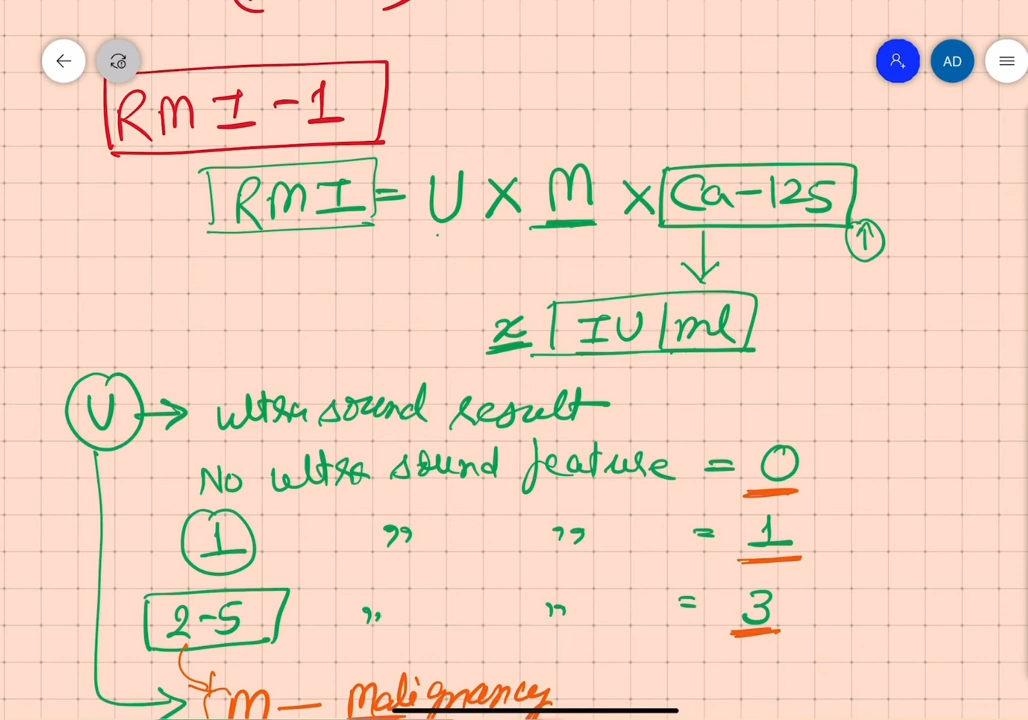 AD
RMI-1
RMI = U × M × Ca-125
↑
↓
x IU/ml
U → ultra sound result
No ultra sound feature = 0
1 ,, ,, = 1
2-5 ,, ,, = 3
M — Malignancy